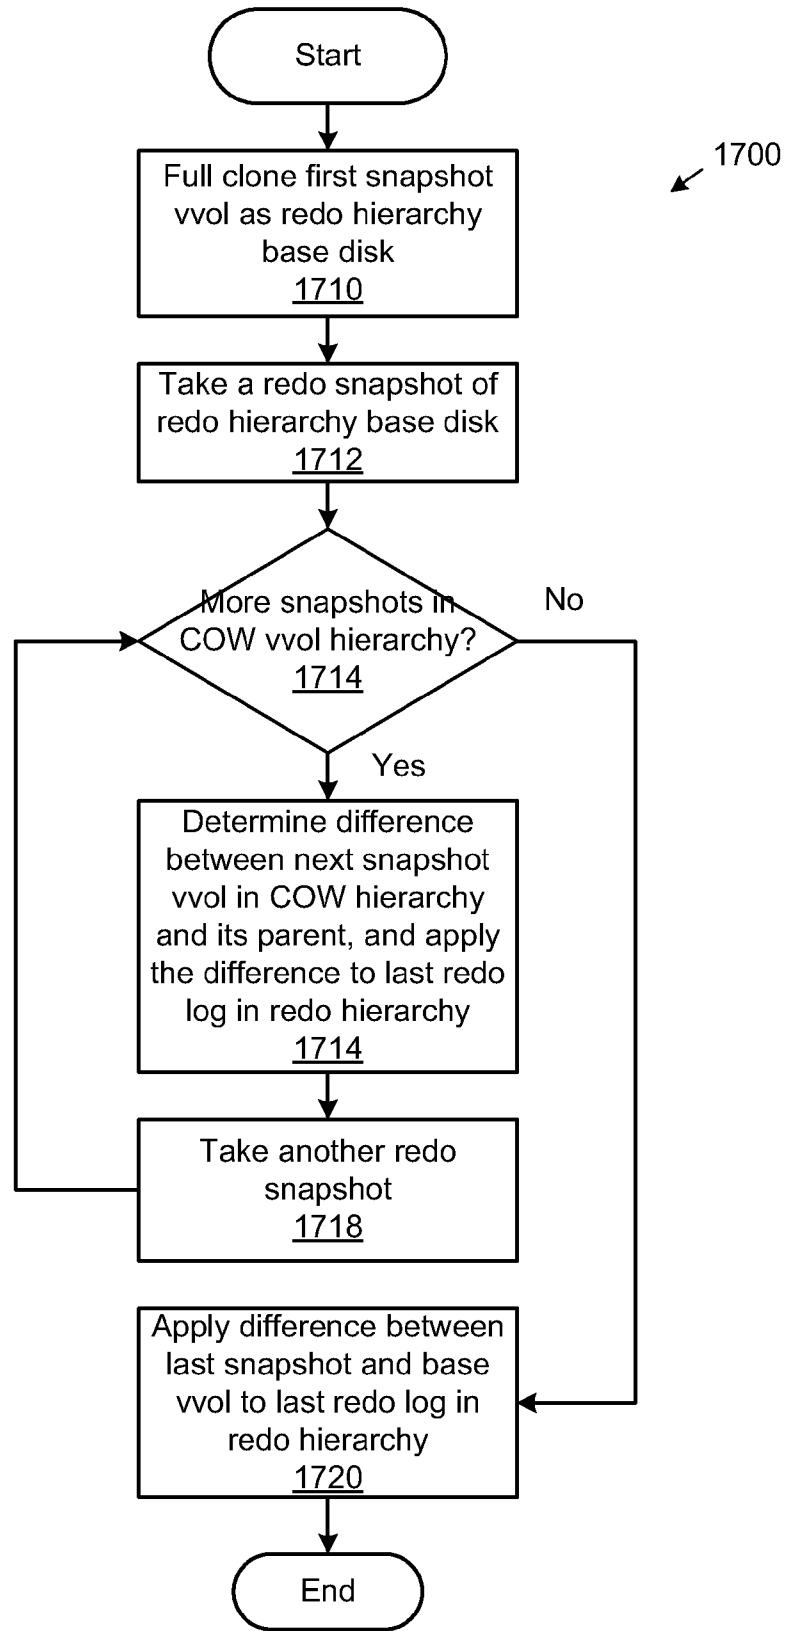 Start
1700
Full clone first snapshot
vvol as redo hierarchy
base disk
1710
Take a redo snapshot of
redo hierarchy base disk
1712
More snapshots in
COW vvol hierarchy?
1714
No
Yes
Determine difference
between next snapshot
vvol in COW hierarchy
and its parent, and apply
the difference to last redo
log in redo hierarchy
1714
Take another redo
snapshot
1718
Apply difference between
last snapshot and base
vvol to last redo log in
redo hierarchy
1720
End